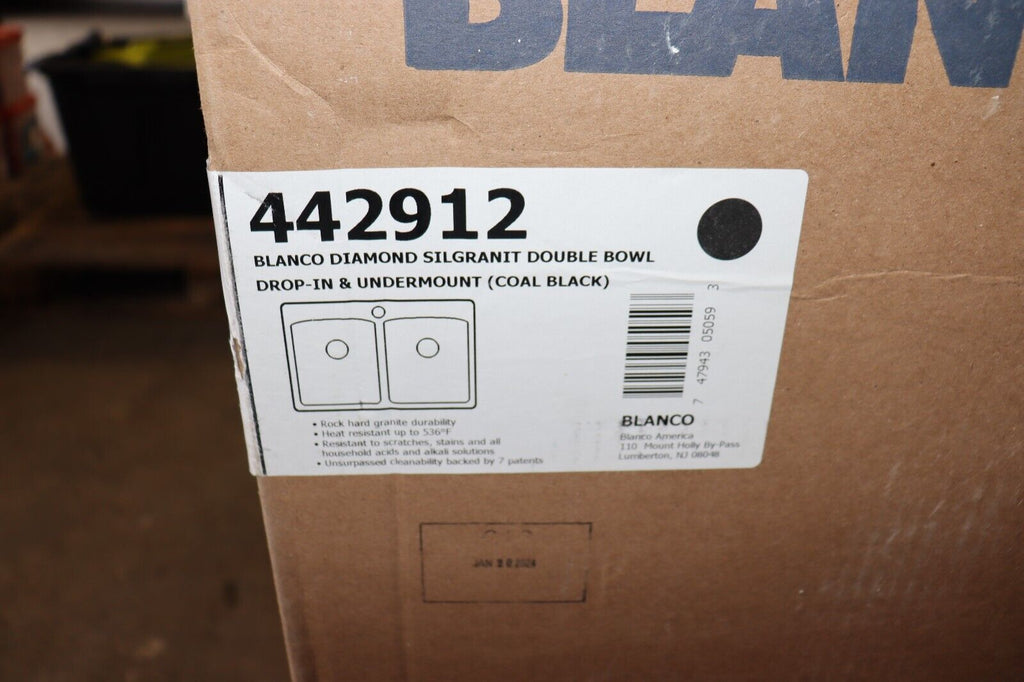 BLAN
442912
BLANCO DIAMOND SILGRANIT DOUBLE BOWL
DROP-IN & UNDERMOUNT (COAL BLACK)
• Rock hard granite durability
• Heat resistant up to 536°F
• Resistant to scratches, stains and all
household acids and alkali solutions
• Unsurpassed cleanability backed by 7 patents
7 47943 05059 3
BLANCO
Blanco America
110 Mount Holly By-Pass
Lumberton, NJ 08048
JAN 2024